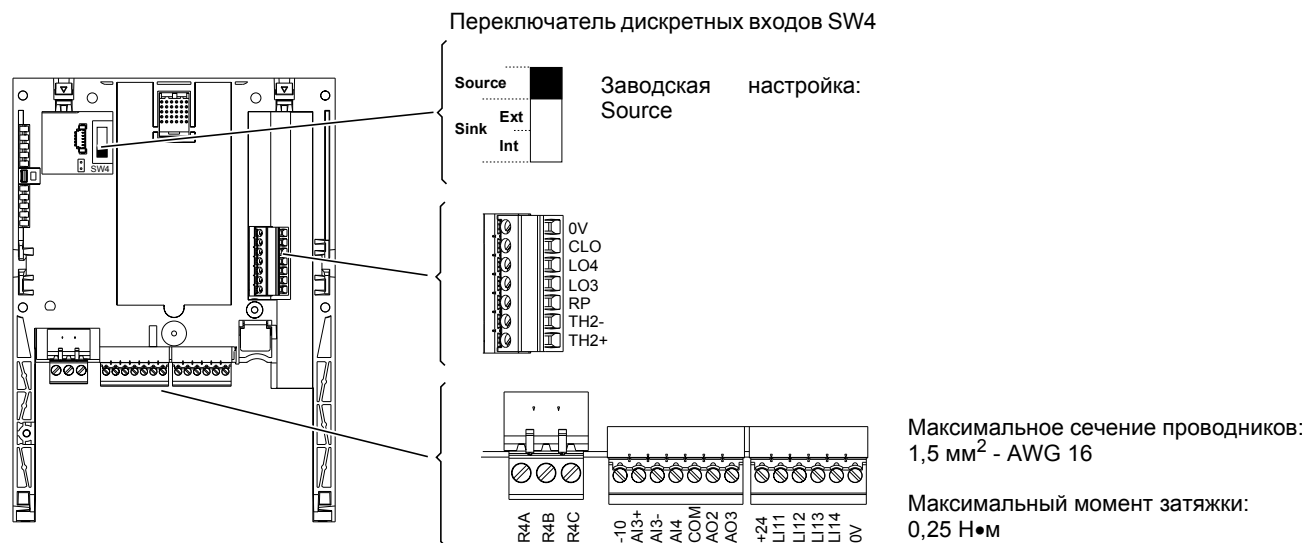 Переключатель дискретных входов SW4
Source
Sink
Ext
Int
Заводская настройка:
Source
SW4
0V
CLO
LO4
LO3
RP
TH2-
TH2+
R4A
R4B
R4C
-10
AI3+
AI3-
AI4
COM
AO2
AO3
+24
LI11
LI12
LI13
LI14
0V
Максимальное сечение проводников:
1,5 мм² - AWG 16
Максимальный момент затяжки:
0,25 Н•м